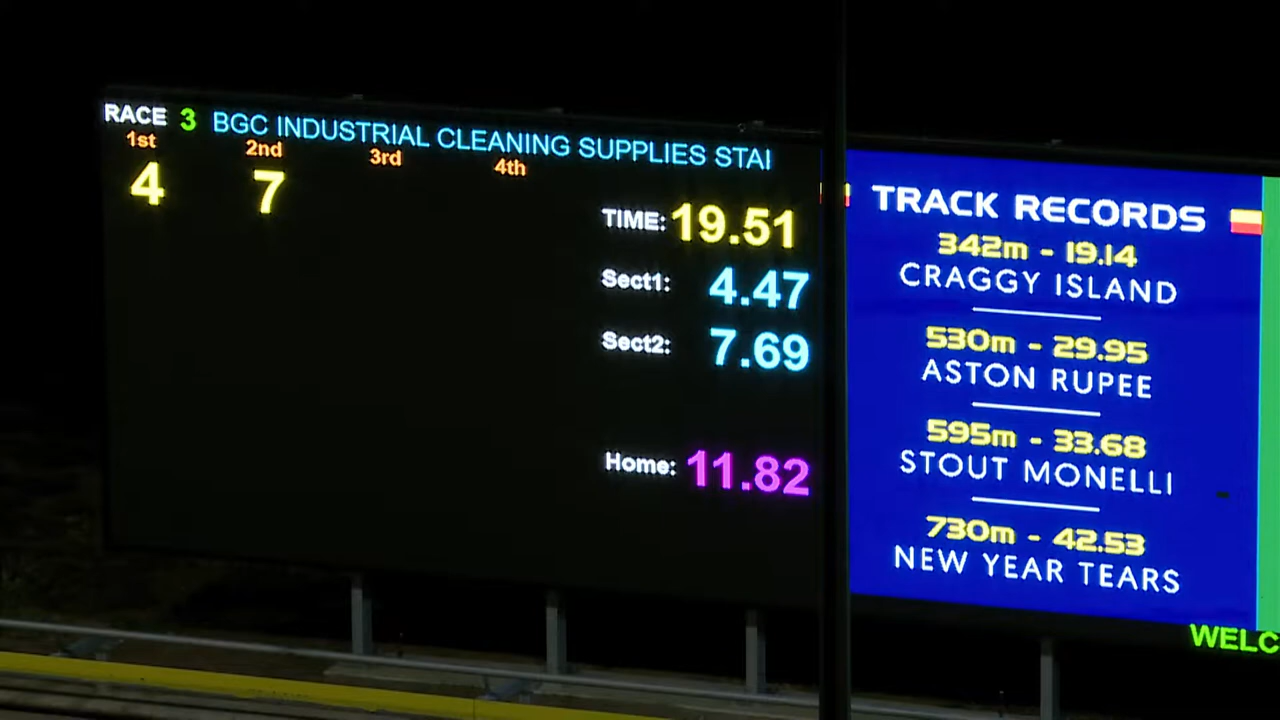 RACE 3 BGC INDUSTRIAL CLEANING SUPPLIES STAI
1st 2nd 3rd 4th
4 7
TIME: 19.51
Sect1: 4.47
Sect2: 7.69
Home: 11.82
TRACK RECORDS
342m - 19.14
CRAGGY ISLAND
530m - 29.95
ASTON RUPEE
595m - 33.68
STOUT MONELLI
730m - 42.53
NEW YEAR TEARS
WELC